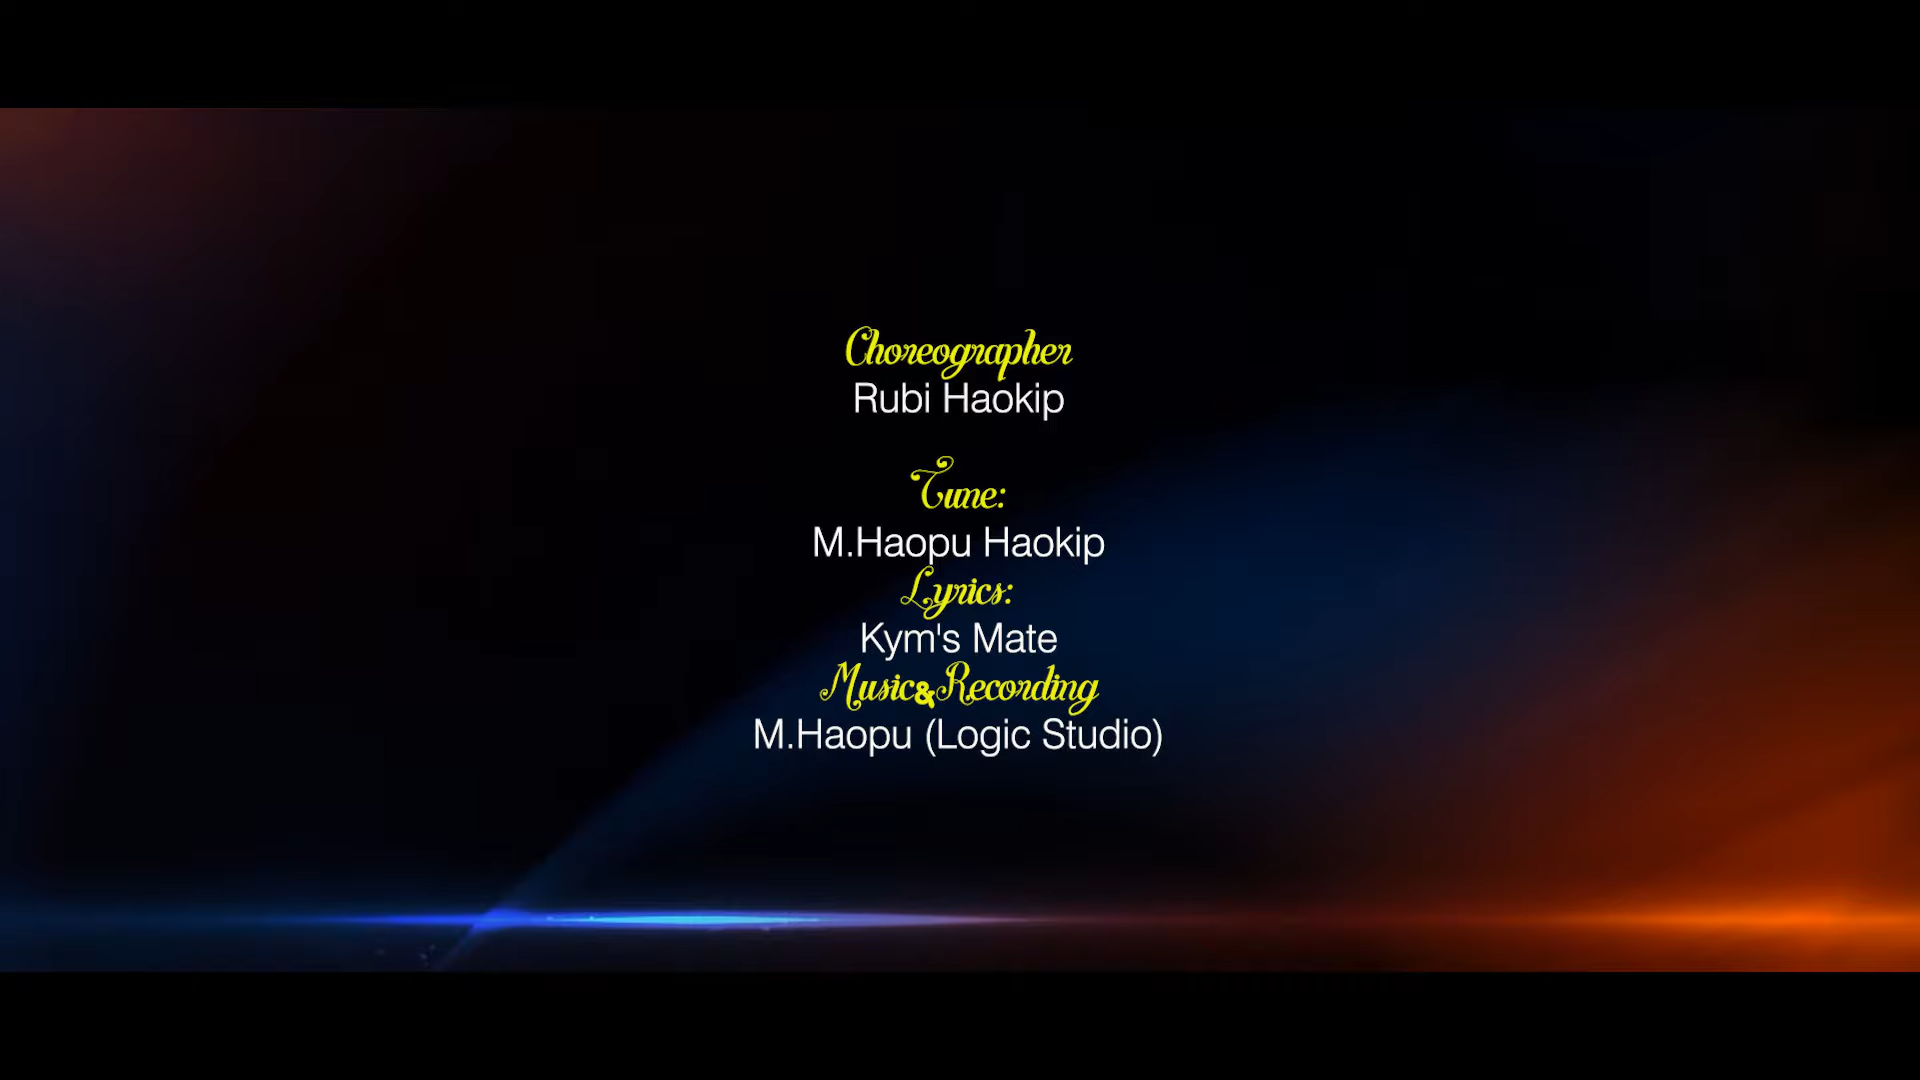 Choreographer
Rubi Haokip
Tune:
M.Haopu Haokip
Lyrics:
Kym's Mate
Music&Recording
M.Haopu (Logic Studio)